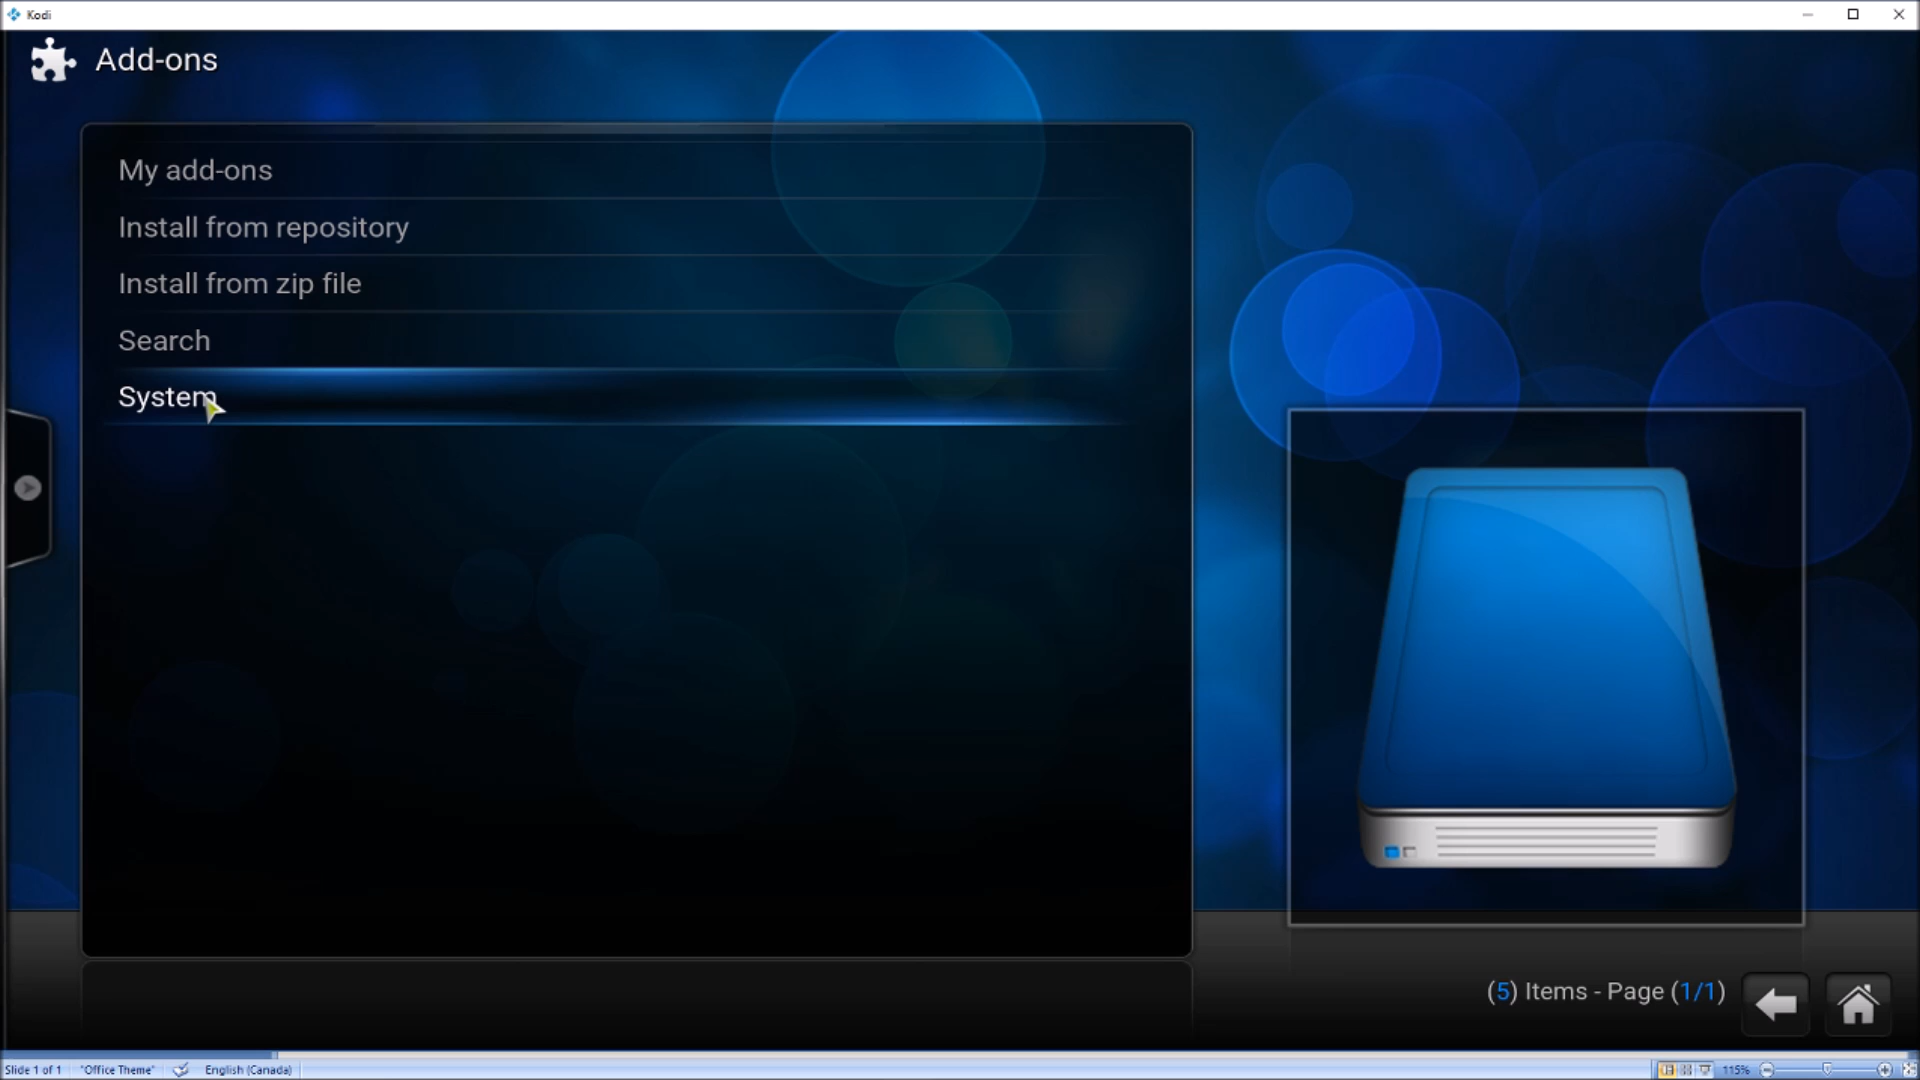 Kodi
Add-ons
My add-ons
Install from repository
Install from zip file
Search
System
(5) Items - Page (1/1)
Slide 1 of 1 "Office Theme" English (Canada) 115%